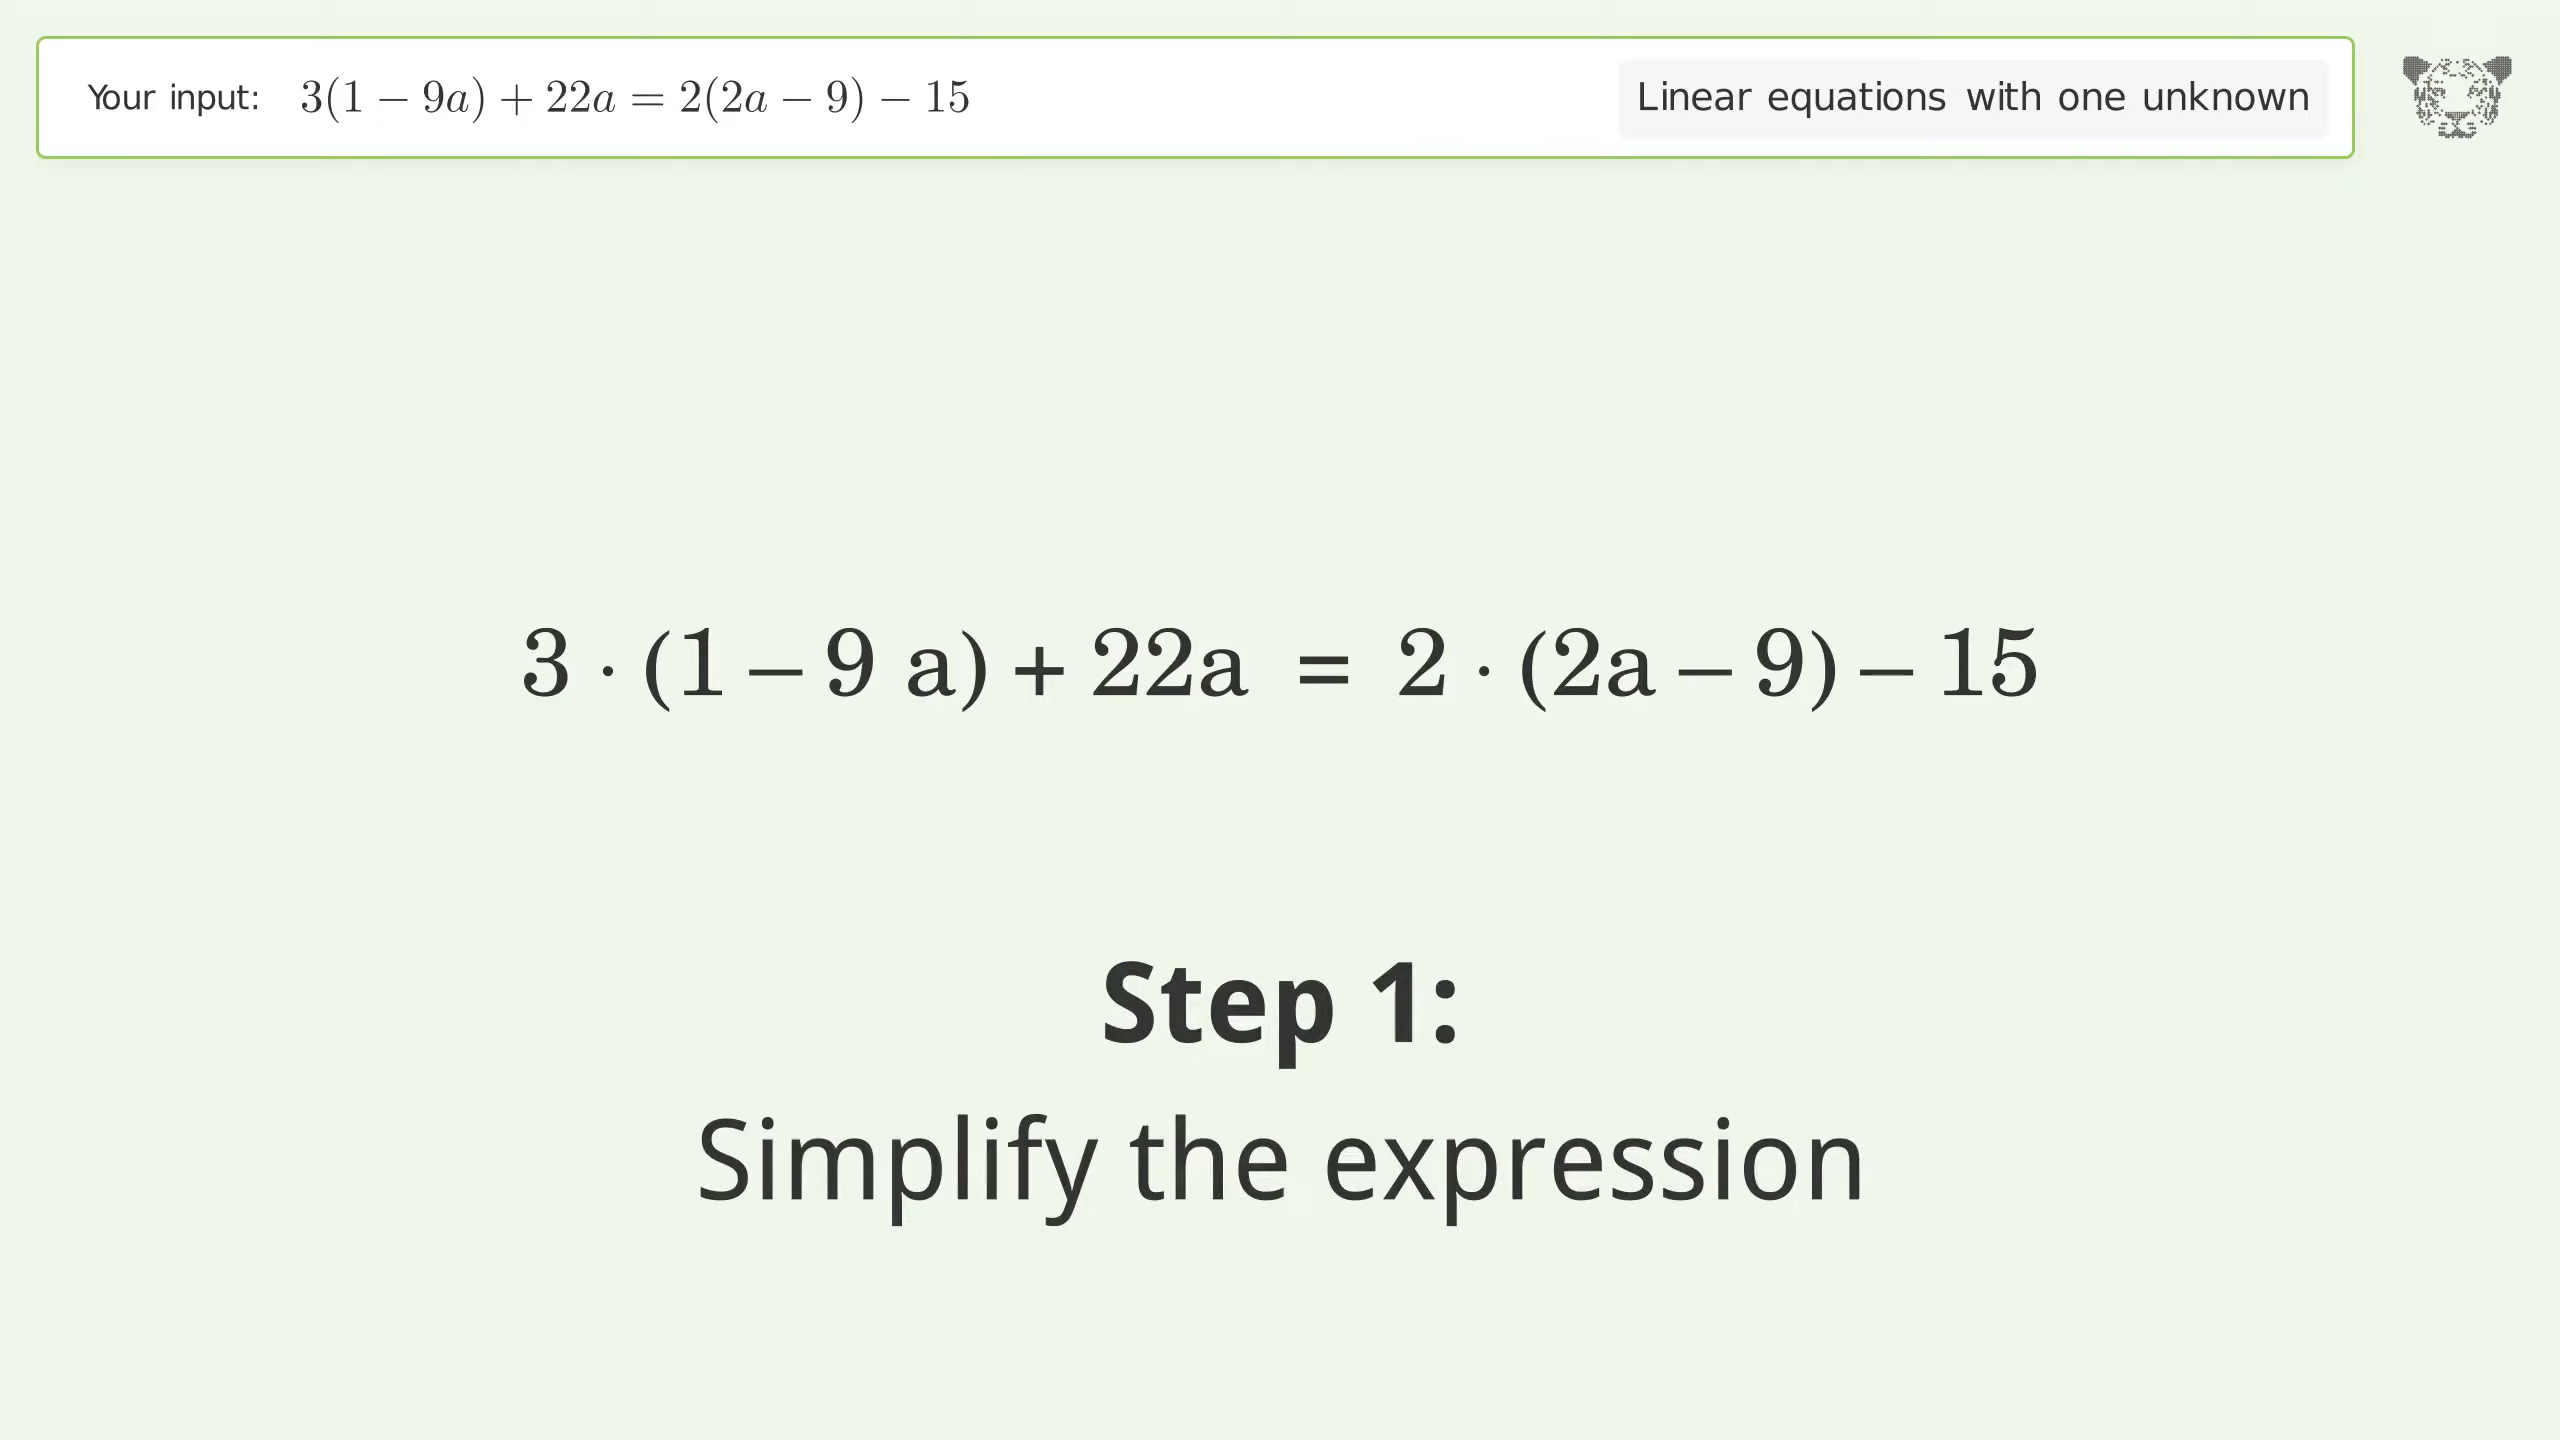 Your input: 3(1 − 9a) + 22a = 2(2a − 9) − 15
Linear equations with one unknown
3 · (1 − 9 a) + 22a = 2 · (2a − 9) − 15
Step 1:
Simplify the expression